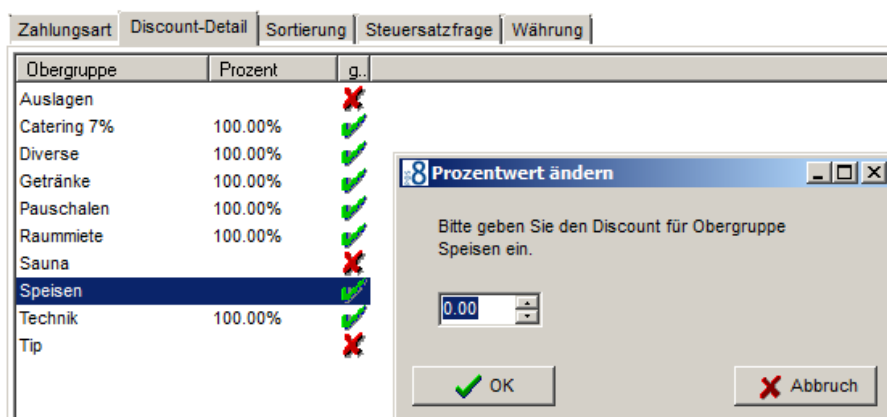 Zahlungsart Discount-Detail Sortierung Steuersatzfrage Währung
Obergruppe Prozent g..
Auslagen
Catering 7% 100.00%
Diverse 100.00%
Getränke 100.00%
Pauschalen 100.00%
Raummiete 100.00%
Sauna
Speisen
Technik 100.00%
Tip
8 Prozentwert ändern
Bitte geben Sie den Discount für Obergruppe
Speisen ein.
0.00
OK Abbruch